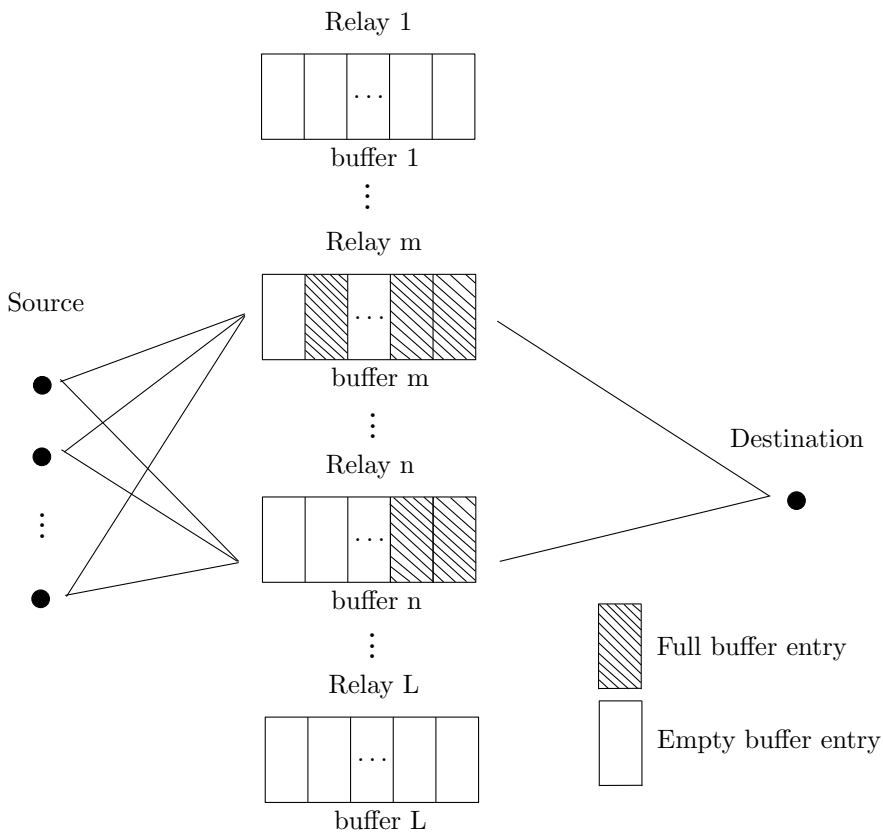 Relay 1
...
buffer 1
⋮
Relay m
Source
...
buffer m
⋮
Destination
Relay n
...
⋮
buffer n
⋮
Full buffer entry
Relay L
Empty buffer entry
...
buffer L